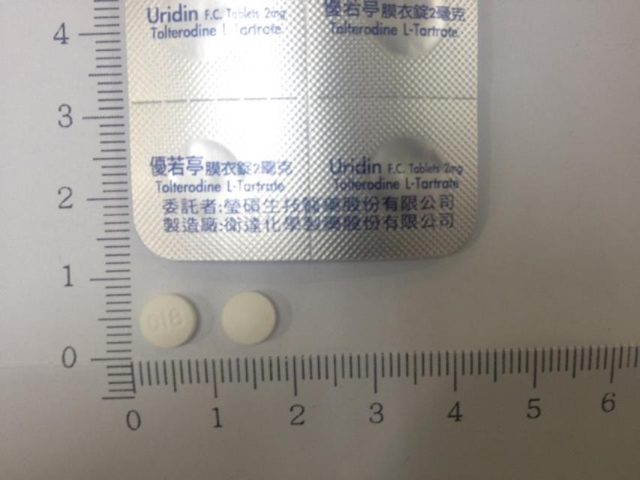 Uridin F.C. Tablets 2mg
Tolterodine L-Tartrate
優若亭膜衣錠2毫克
Tolterodine L-Tartrate
優若亭膜衣錠2毫克
Tolterodine L-Tartrate
Uridin F.C. Tablets 2mg
Tolterodine L-Tartrate
委託者:瑩碩生技醫藥股份有限公司
製造廠:衛達化學製藥股份有限公司
4
3
2
1
0
0 1 2 3 4 5 6